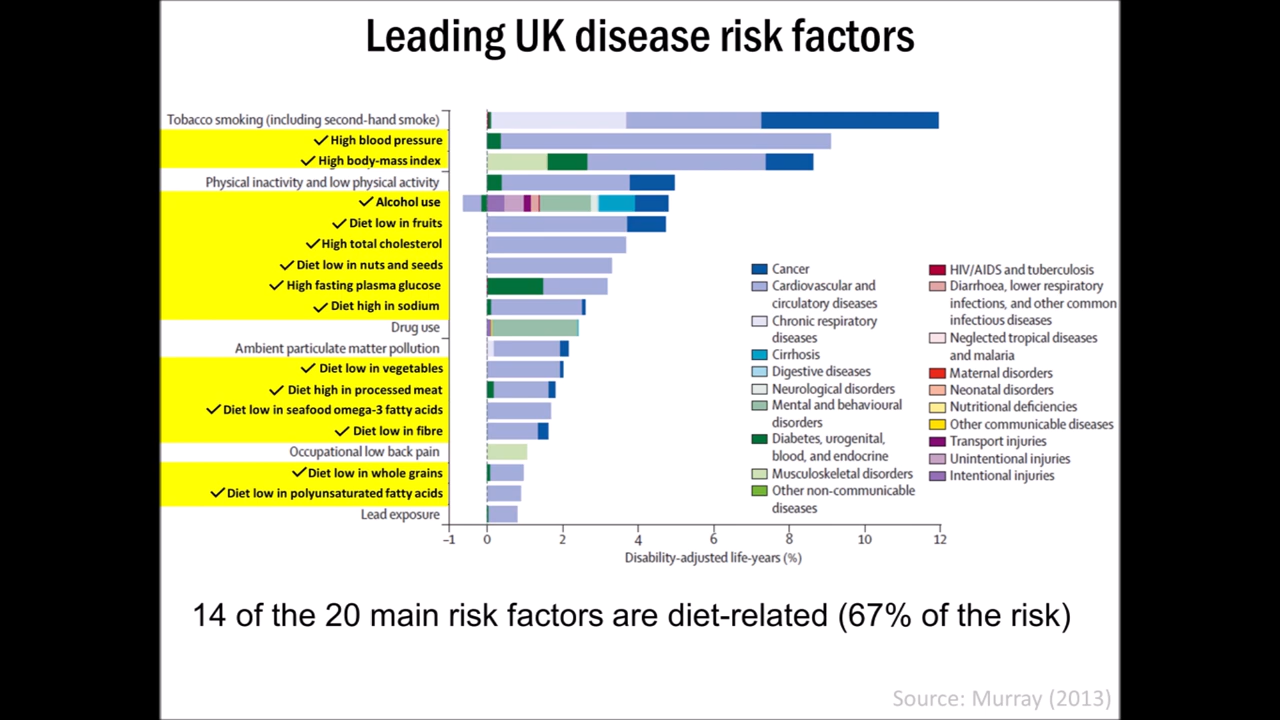 Leading UK disease risk factors
Tobacco smoking (including second-hand smoke)
High blood pressure
High body-mass index
Physical inactivity and low physical activity
Alcohol use
Diet low in fruits
High total cholesterol
Diet low in nuts and seeds
High fasting plasma glucose
Diet high in sodium
Drug use
Ambient particulate matter pollution
Diet low in vegetables
Diet high in processed meat
Diet low in seafood omega-3 fatty acids
Diet low in fibre
Occupational low back pain
Diet low in whole grains
Diet low in polyunsaturated fatty acids
Lead exposure
Cancer
Cardiovascular and
circulatory diseases
Chronic respiratory
diseases
Cirrhosis
Digestive diseases
Neurological disorders
Mental and behavioural
disorders
Diabetes, urogenital,
blood, and endocrine
Musculoskeletal disorders
Other non-communicable
diseases
HIV/AIDS and tuberculosis
Diarrhoea, lower respiratory
infections, and other common
infectious diseases
Neglected tropical diseases
and malaria
Maternal disorders
Neonatal disorders
Nutritional deficiencies
Other communicable diseases
Transport injuries
Unintentional injuries
Intentional injuries
–1 0 2 4 6 8 10 12
Disability-adjusted life-years (%)
14 of the 20 main risk factors are diet-related (67% of the risk)
Source: Murray (2013)